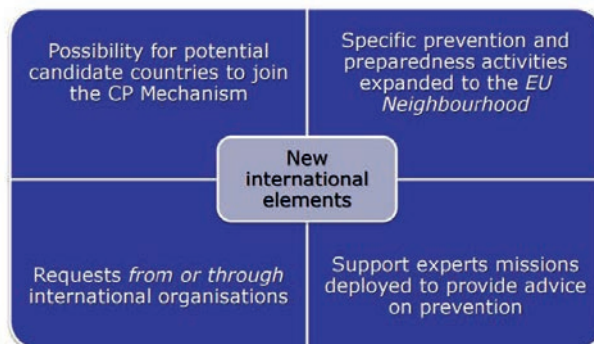 Possibility for potential
candidate countries to join
the CP Mechanism
Specific prevention and
preparedness activities
expanded to the EU
Neighbourhood
New
international
elements
Requests from or through
international organisations
Support experts missions
deployed to provide advice
on prevention